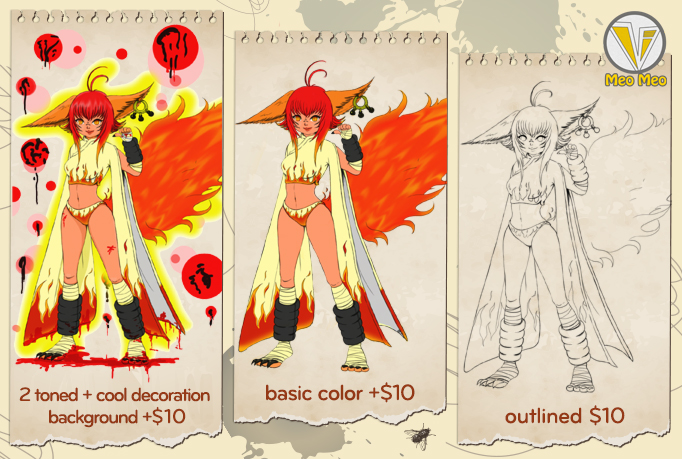 Meo Meo
2 toned + cool decoration
background +$10
basic color +$10
outlined $10